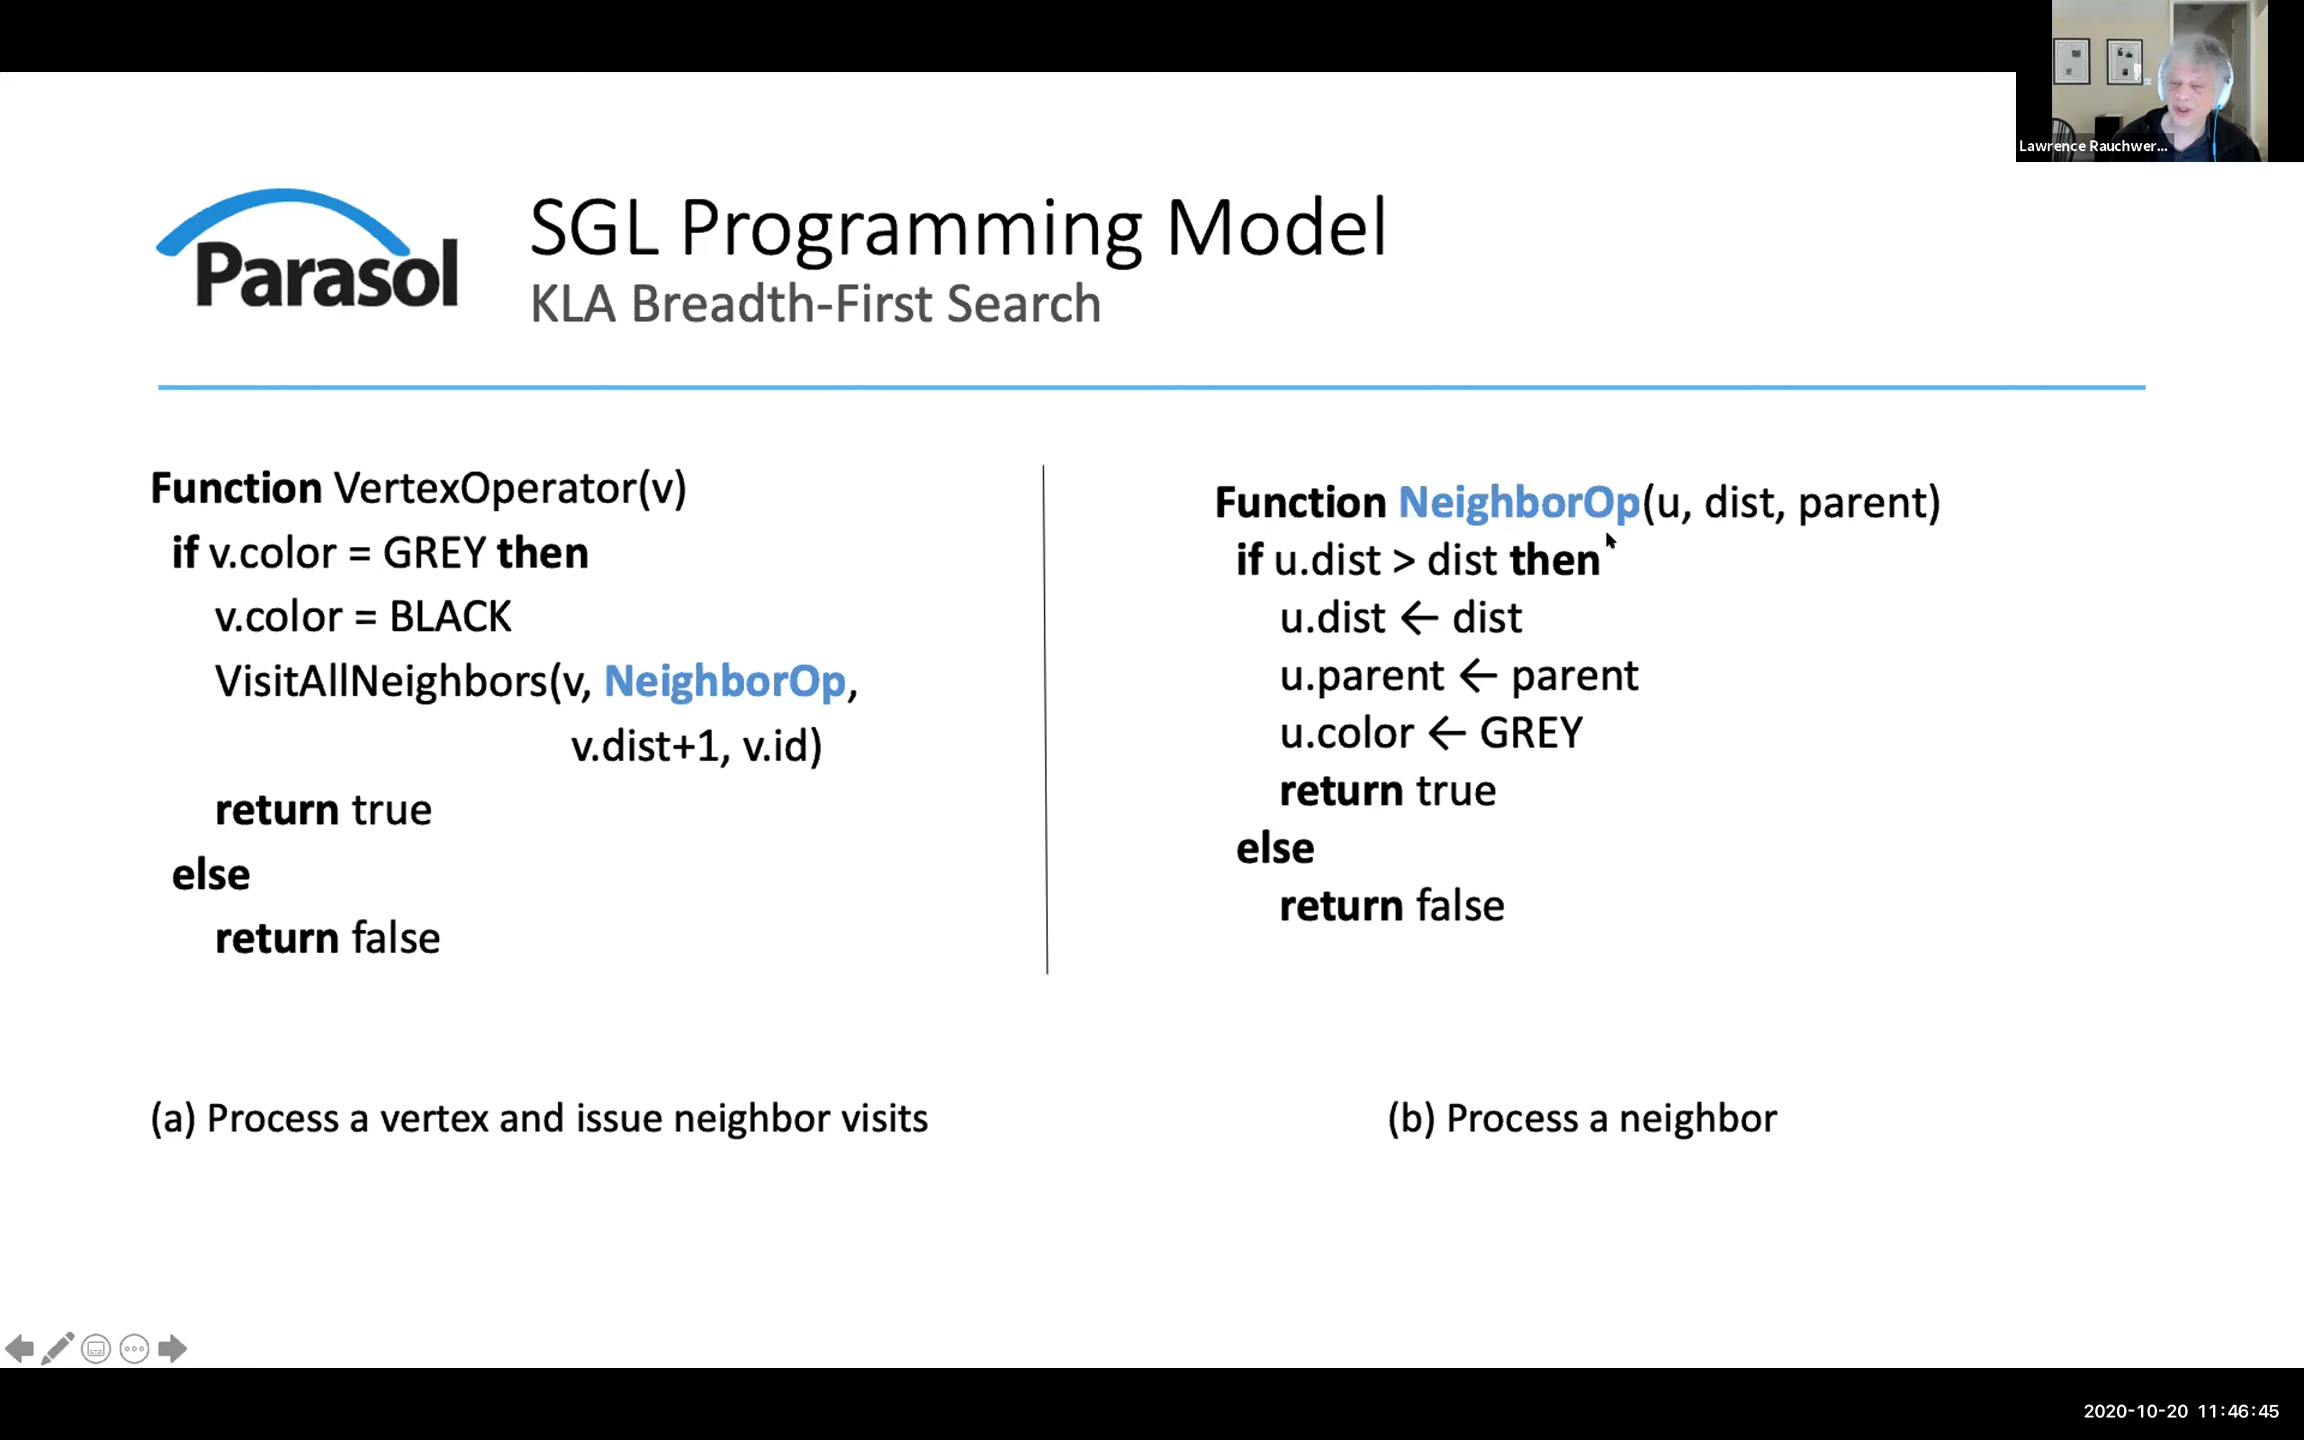 Lawrence Rauchwer...
Parasol
SGL Programming Model
KLA Breadth-First Search
Function VertexOperator(v)
if v.color = GREY then
v.color = BLACK
VisitAllNeighbors(v, NeighborOp,
v.dist+1, v.id)
return true
else
return false
(a) Process a vertex and issue neighbor visits
Function NeighborOp(u, dist, parent)
if u.dist > dist then
u.dist ← dist
u.parent ← parent
u.color ← GREY
return true
else
return false
(b) Process a neighbor
2020-10-20 11:46:45